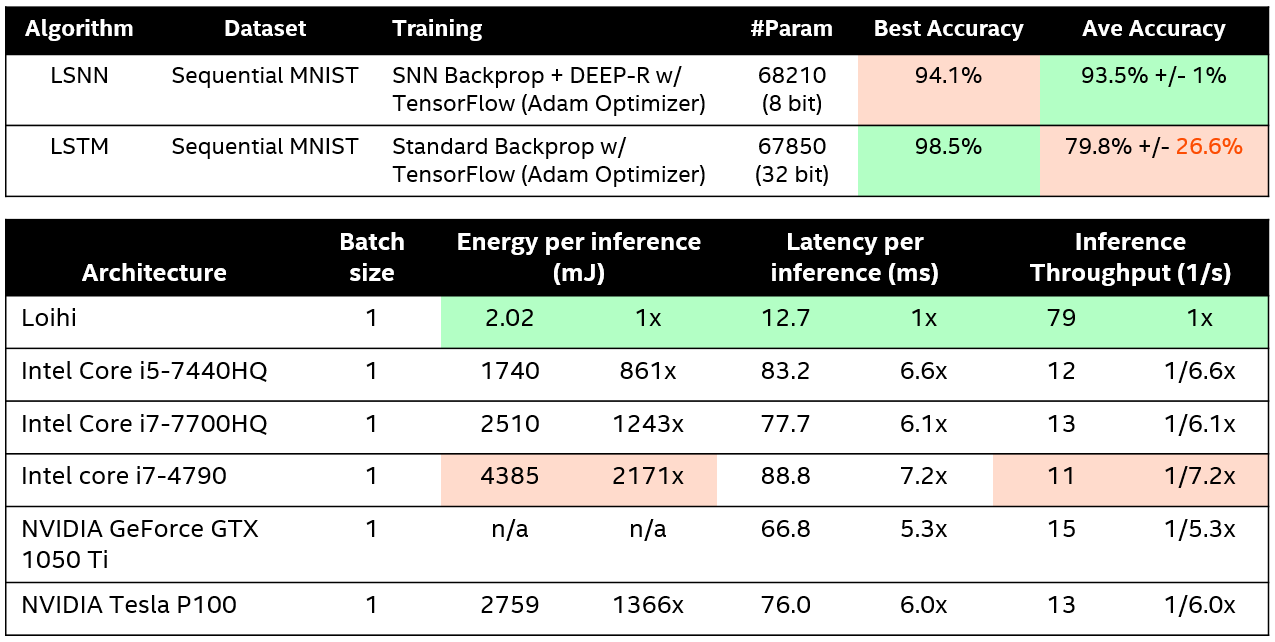 Algorithm Dataset Training #Param Best Accuracy Ave Accuracy
LSNN Sequential MNIST SNN Backprop + DEEP-R w/ 68210 94.1% 93.5% +/- 1%
TensorFlow (Adam Optimizer) (8 bit)
LSTM Sequential MNIST Standard Backprop w/ 67850 98.5% 79.8% +/- 26.6%
TensorFlow (Adam Optimizer) (32 bit)
Batch Energy per inference Latency per Inference
Architecture size (mJ) inference (ms) Throughput (1/s)
Loihi 1 2.02 1x 12.7 1x 79 1x
Intel Core i5-7440HQ 1 1740 861x 83.2 6.6x 12 1/6.6x
Intel Core i7-7700HQ 1 2510 1243x 77.7 6.1x 13 1/6.1x
Intel core i7-4790 1 4385 2171x 88.8 7.2x 11 1/7.2x
NVIDIA GeForce GTX 1 n/a n/a 66.8 5.3x 15 1/5.3x
1050 Ti
NVIDIA Tesla P100 1 2759 1366x 76.0 6.0x 13 1/6.0x